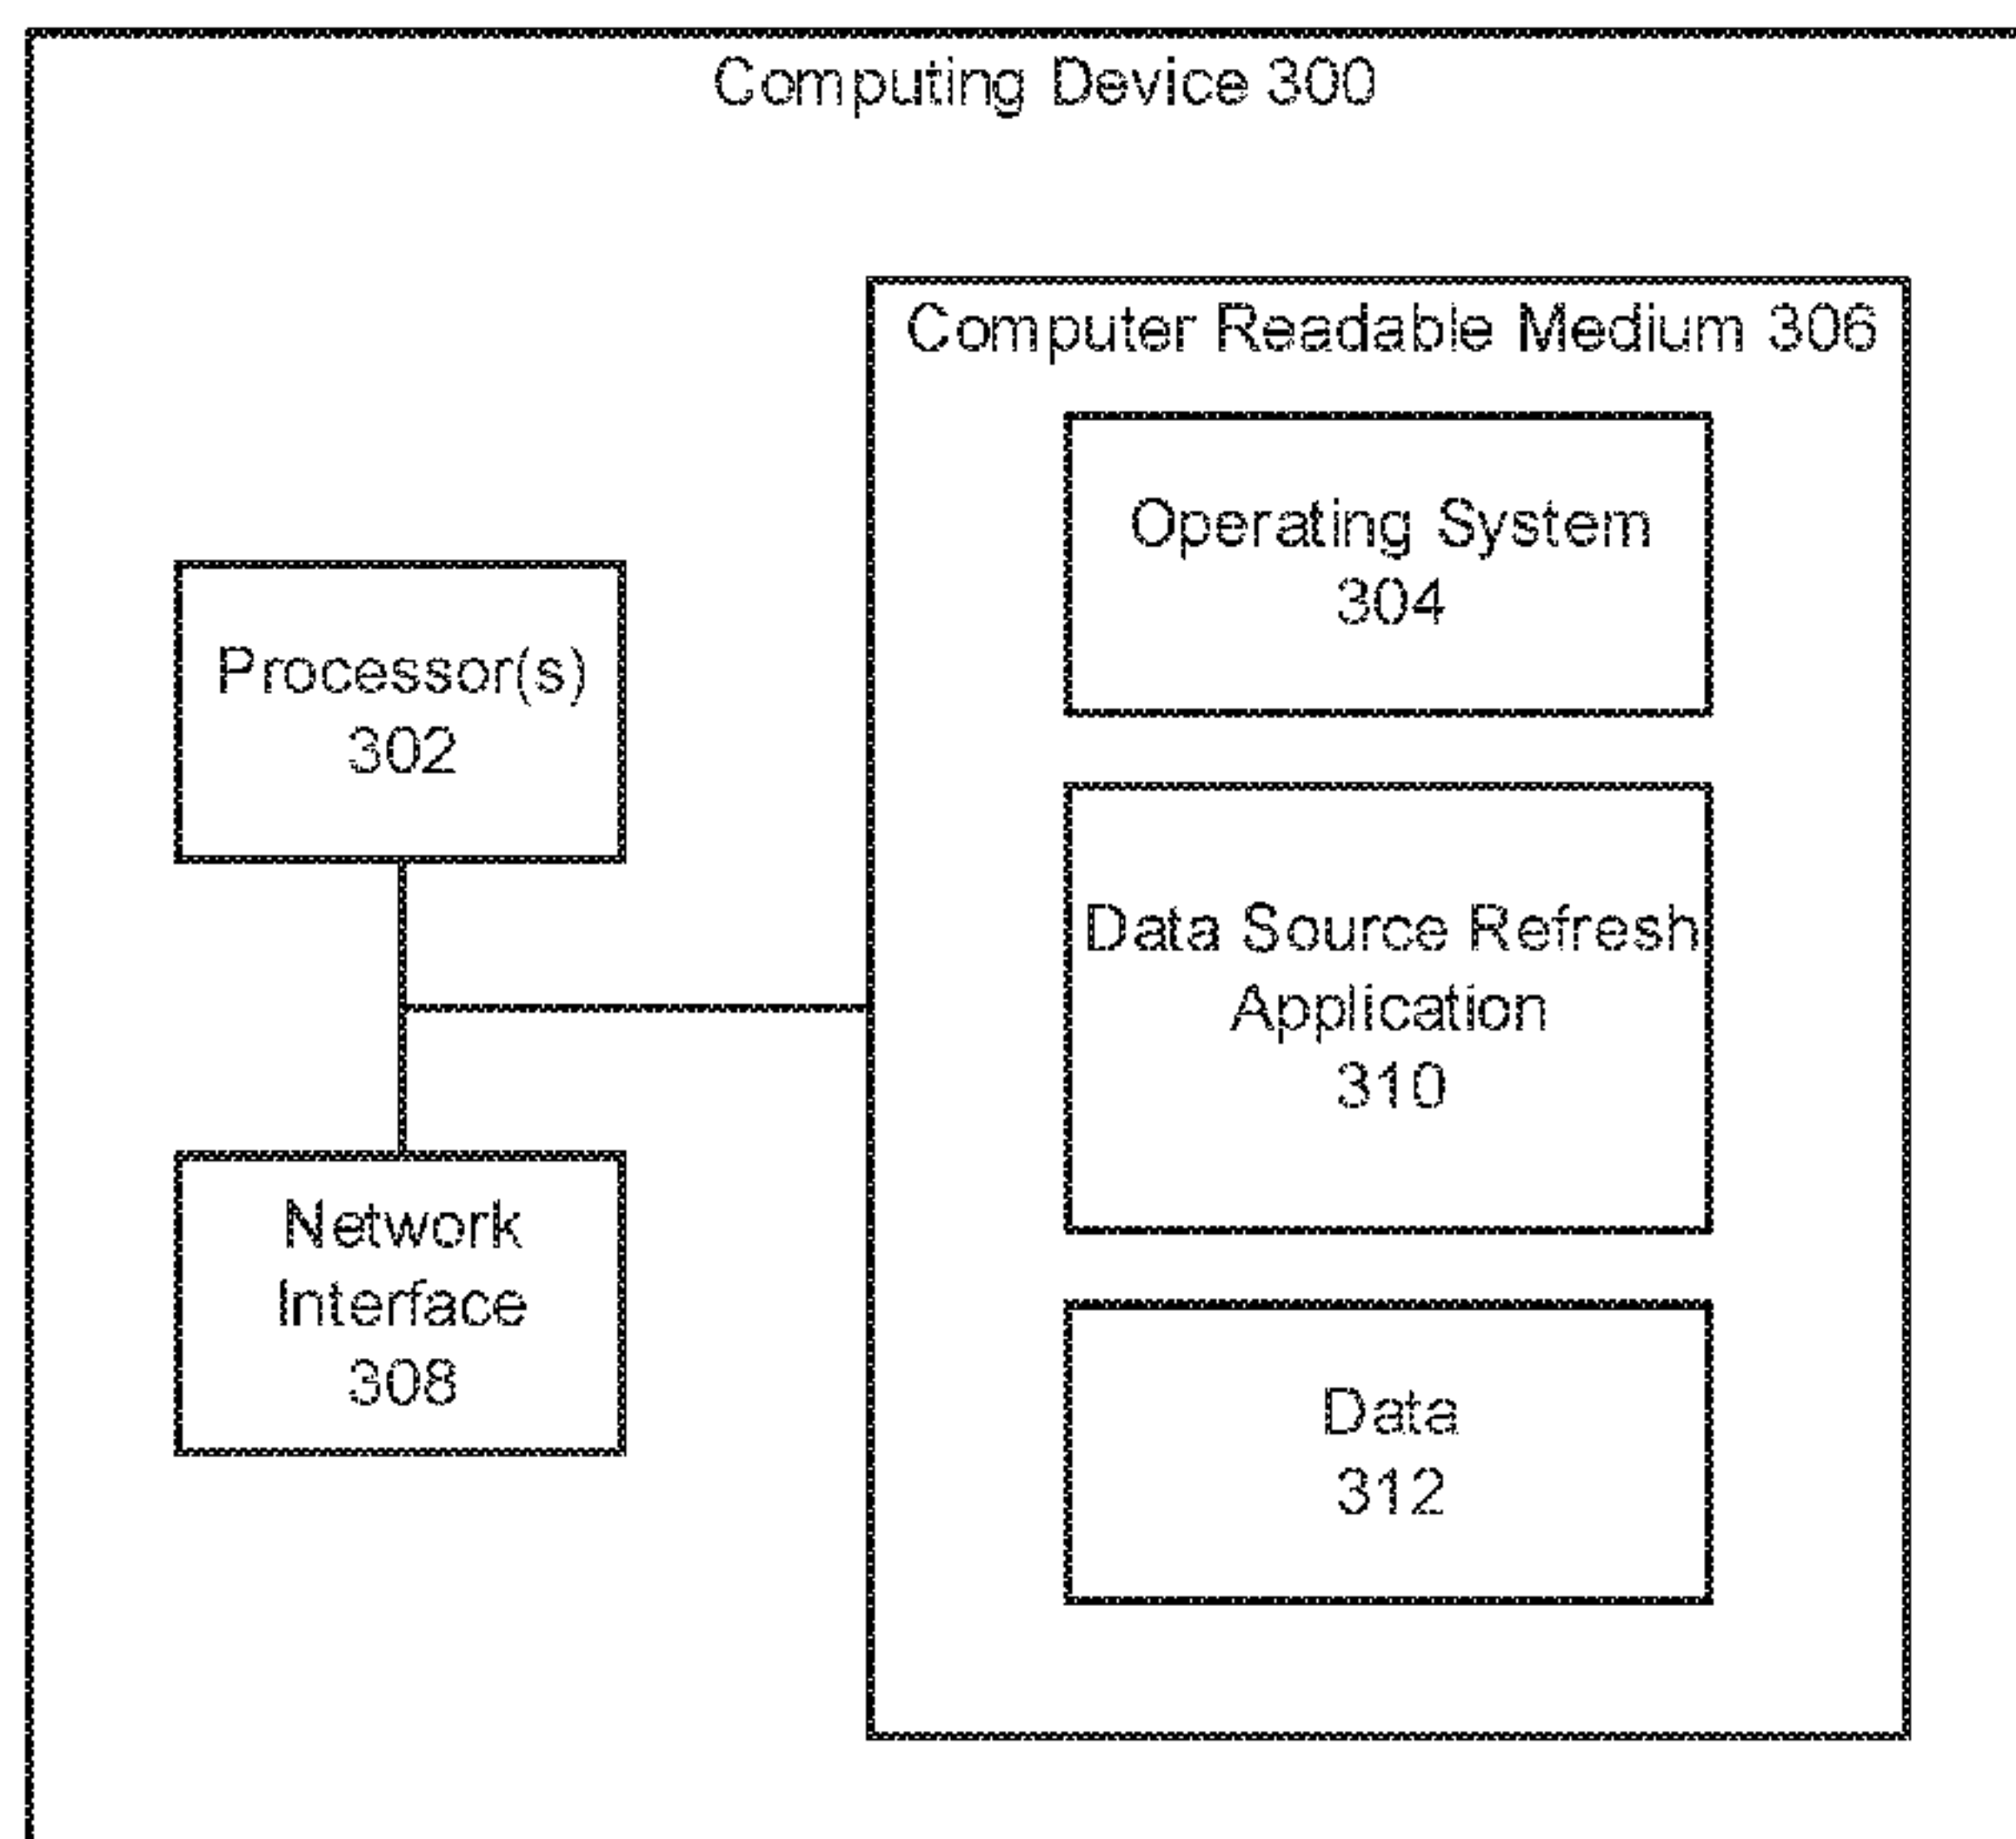 Computing Device 300
Computer Readable Medium 306
Operating System
304
Processor(s)
302
Data Source Refresh
Application
310
Network
Interface
308
Data
312